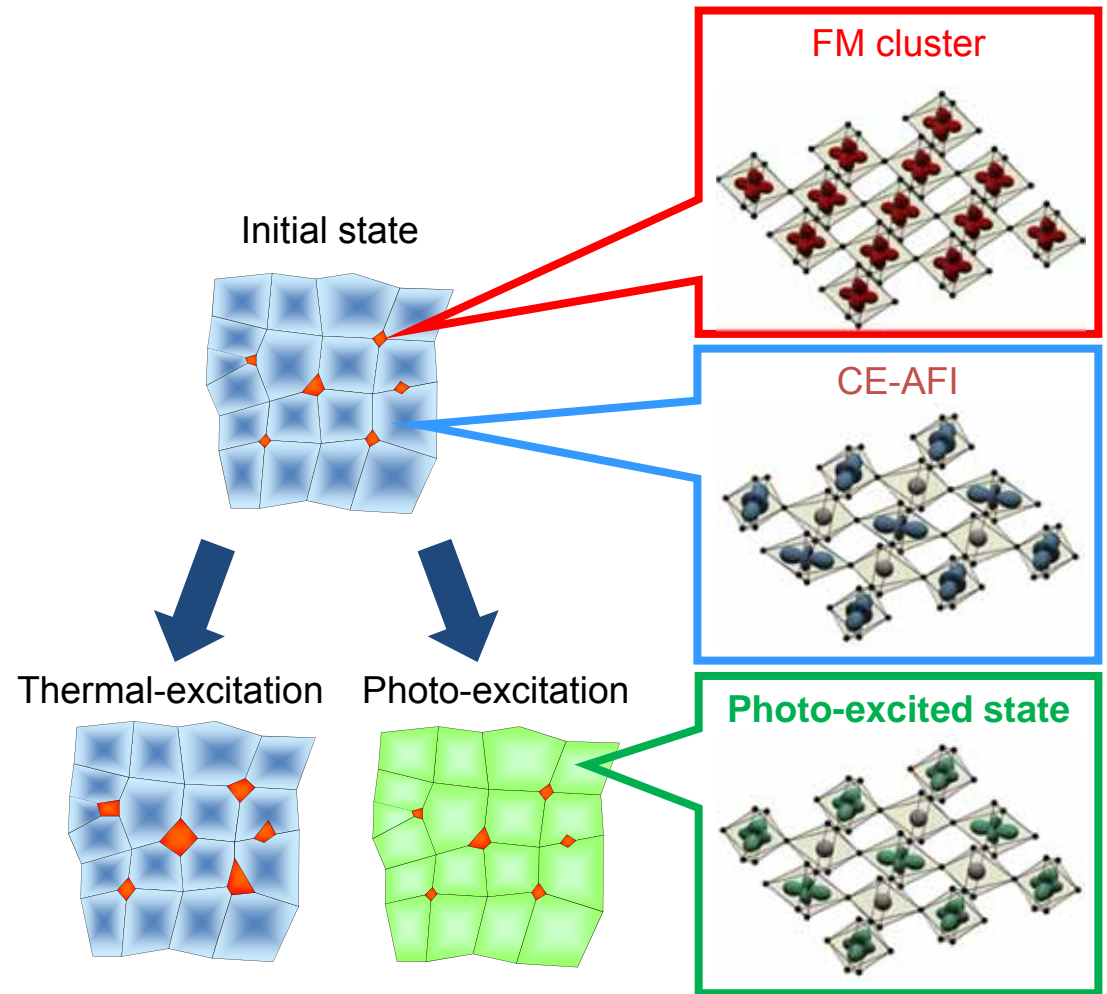 FM cluster
Initial state
CE-AFI
Thermal-excitation
Photo-excitation
Photo-excited state